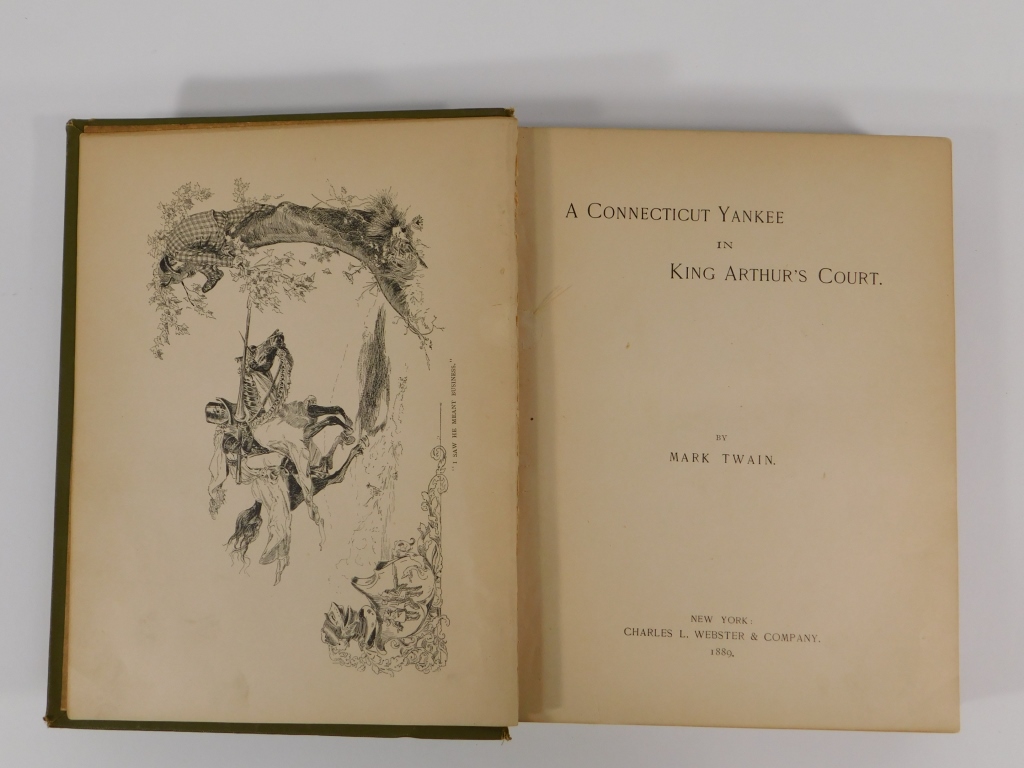 "I SAW HE MEANT BUSINESS."
A CONNECTICUT YANKEE
IN
KING ARTHUR'S COURT.
BY
MARK TWAIN.
NEW YORK:
CHARLES L. WEBSTER & COMPANY.
1889.